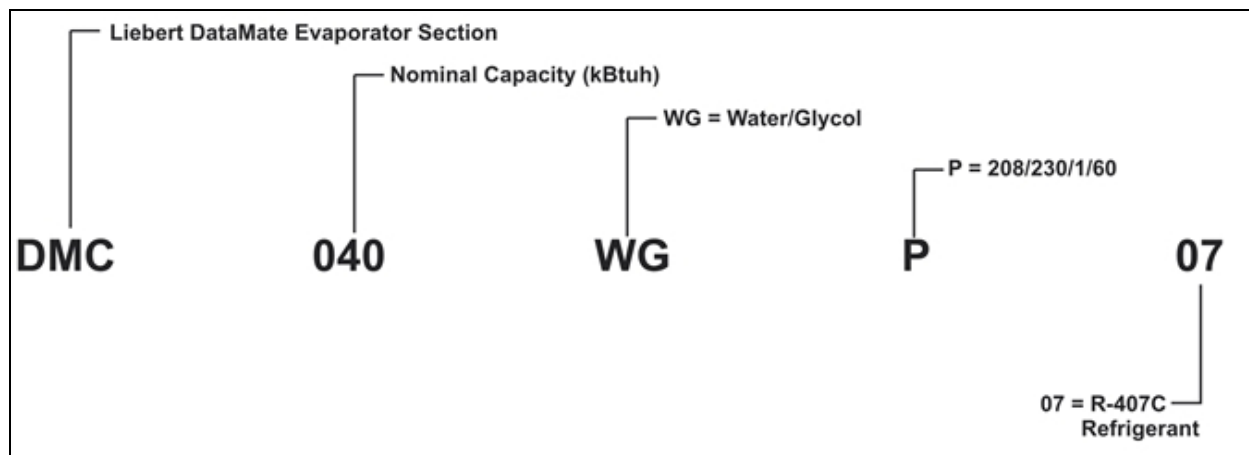 Liebert DataMate Evaporator Section
Nominal Capacity (kBtuh)
WG = Water/Glycol
P = 208/230/1/60
DMC 040 WG P 07
07 = R-407C
Refrigerant